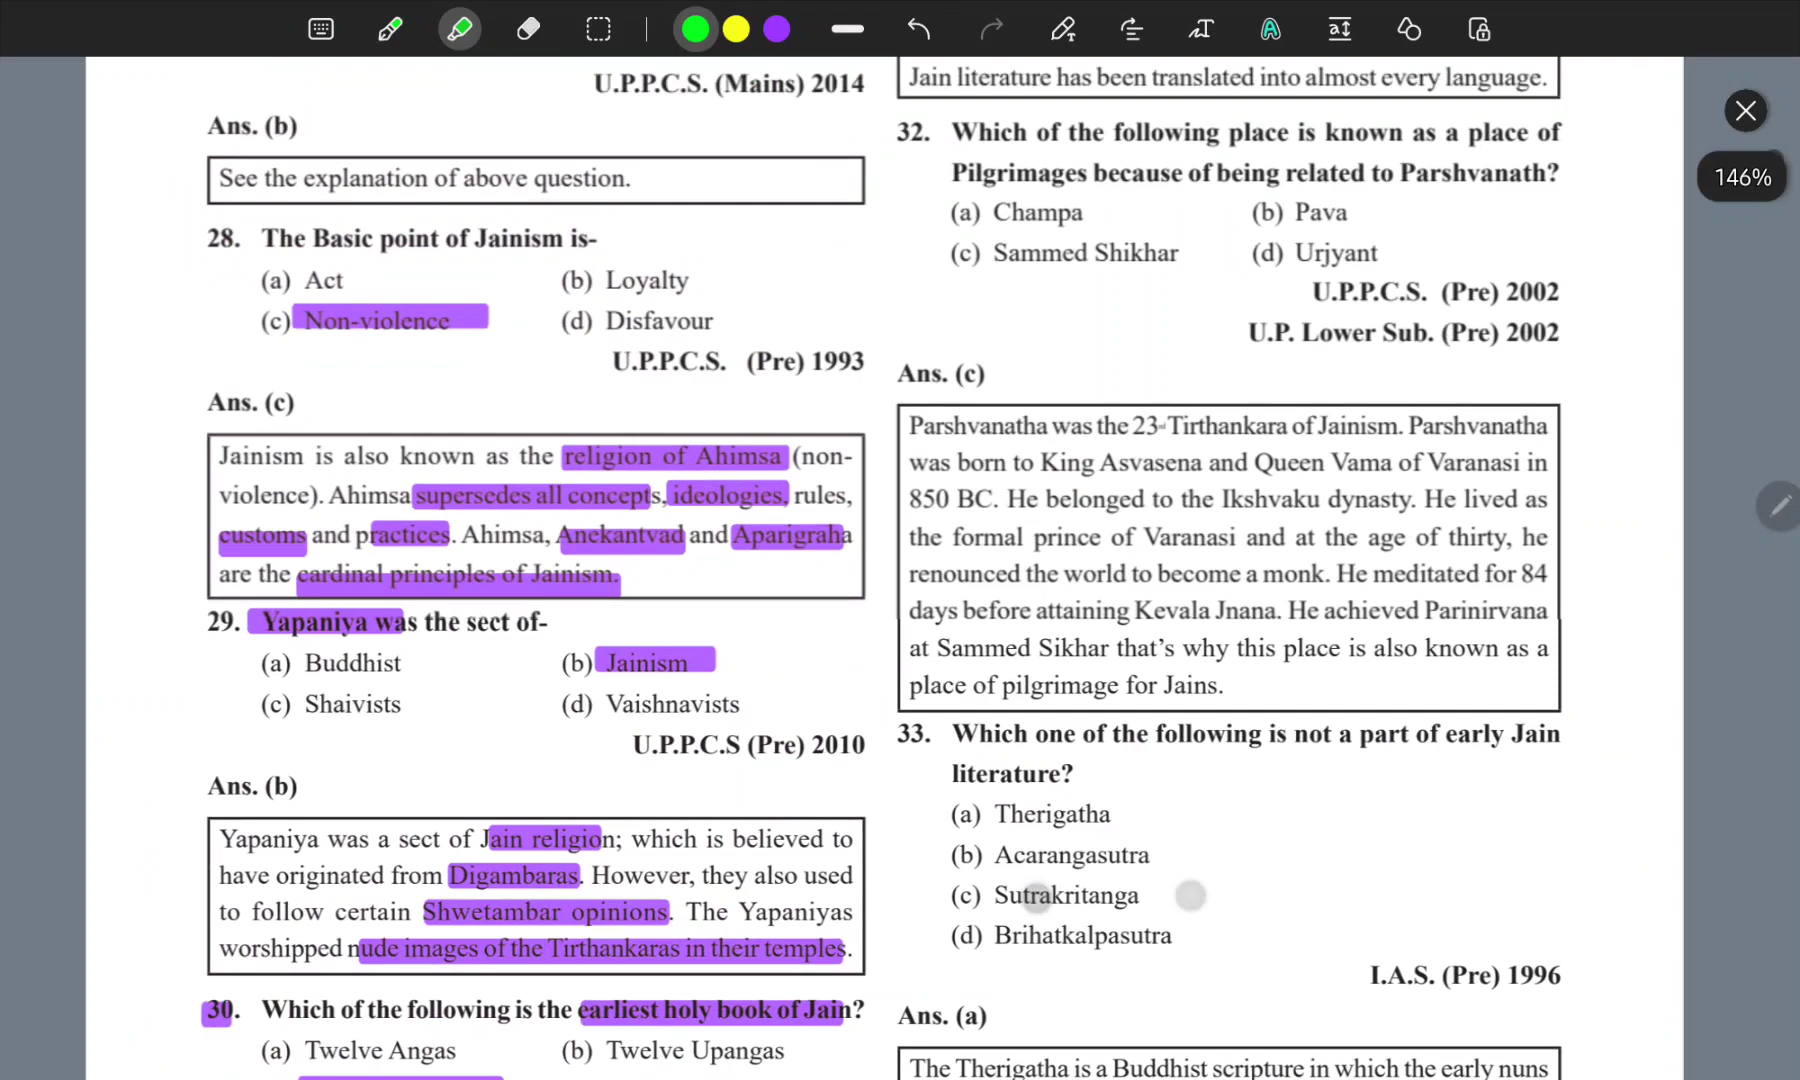 146%
U.P.P.C.S. (Mains) 2014
Ans. (b)
See the explanation of above question.
28. The Basic point of Jainism is-
(a) Act (b) Loyalty
(c) Non-violence (d) Disfavour
U.P.P.C.S. (Pre) 1993
Ans. (c)
Jainism is also known as the religion of Ahimsa (non-
violence). Ahimsa supersedes all concepts, ideologies, rules,
customs and practices. Ahimsa, Anekantvad and Aparigraha
are the cardinal principles of Jainism.
29. Yapaniya was the sect of-
(a) Buddhist (b) Jainism
(c) Shaivists (d) Vaishnavists
U.P.P.C.S (Pre) 2010
Ans. (b)
Yapaniya was a sect of Jain religion; which is believed to
have originated from Digambaras. However, they also used
to follow certain Shwetambar opinions. The Yapaniyas
worshipped nude images of the Tirthankaras in their temples.
30. Which of the following is the earliest holy book of Jain?
(a) Twelve Angas (b) Twelve Upangas
Jain literature has been translated into almost every language.
32. Which of the following place is known as a place of
Pilgrimages because of being related to Parshvanath?
(a) Champa (b) Pava
(c) Sammed Shikhar (d) Urjyant
U.P.P.C.S. (Pre) 2002
U.P. Lower Sub. (Pre) 2002
Ans. (c)
Parshvanatha was the 23 Tirthankara of Jainism. Parshvanatha
was born to King Asvasena and Queen Vama of Varanasi in
850 BC. He belonged to the Ikshvaku dynasty. He lived as
the formal prince of Varanasi and at the age of thirty, he
renounced the world to become a monk. He meditated for 84
days before attaining Kevala Jnana. He achieved Parinirvana
at Sammed Sikhar that's why this place is also known as a
place of pilgrimage for Jains.
33. Which one of the following is not a part of early Jain
literature?
(a) Therigatha
(b) Acarangasutra
(c) Sutrakritanga
(d) Brihatkalpasutra
I.A.S. (Pre) 1996
Ans. (a)
The Therigatha is a Buddhist scripture in which the early nuns